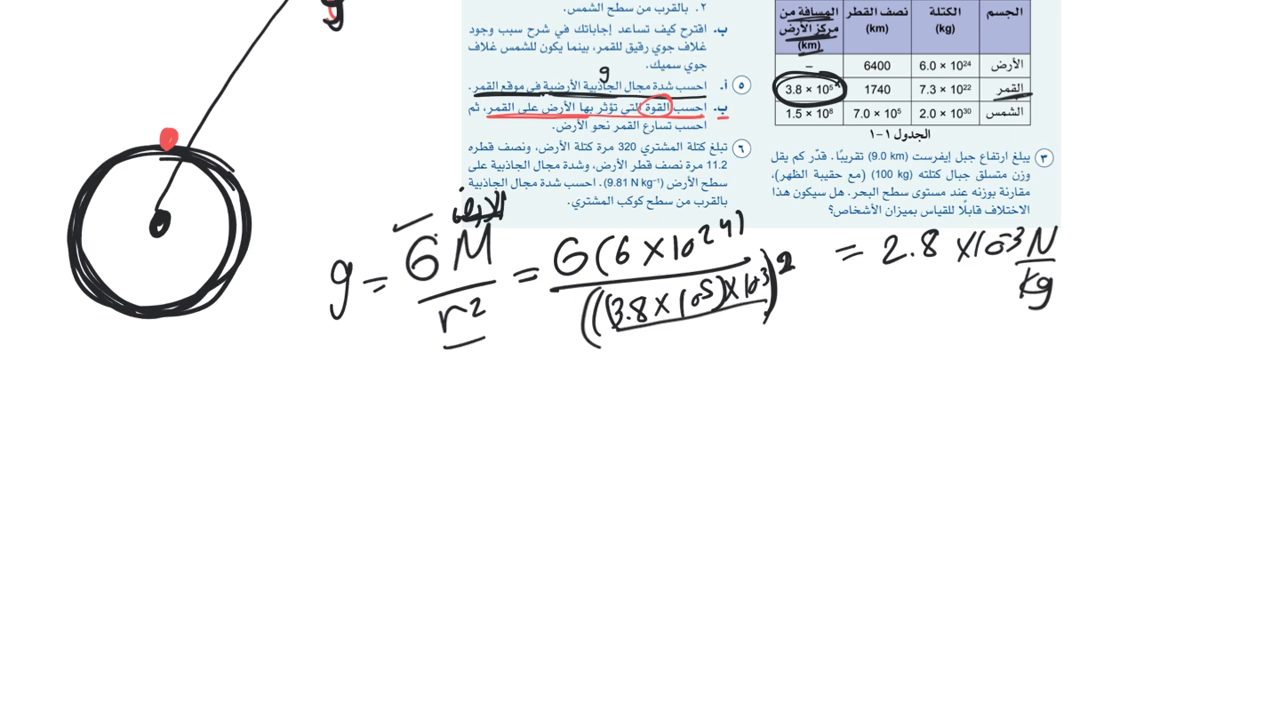 الجسم الكتلة (kg) نصف القطر (km) المسافة من مركز الأرض (km)
الأرض 6.0 × 10²⁴ 6400 –
القمر 7.3 × 10²² 1740 3.8 × 10⁵
الشمس 2.0 × 10³⁰ 7.0 × 10⁵ 1.5 × 10⁸
الجدول ١-١
٣ يبلغ ارتفاع جبل إيفرست (9.0 km) تقريبًا. قدّر كم يقل
وزن متسلق جبال كتلته (100 kg) (مع حقيبة الظهر)،
مقارنة بوزنه عند مستوى سطح البحر. هل سيكون هذا
الاختلاف قابلًا للقياس بميزان الأشخاص؟
٢. بالقرب من سطح الشمس.
ب. اقترح كيف تساعد إجاباتك في شرح سبب وجود
غلاف جوي رقيق للقمر، بينما يكون للشمس غلاف
جوي سميك.
g
٥ أ. احسب شدة مجال الجاذبية الأرضية في موقع القمر.
ب. احسب القوة التي تؤثر بها الأرض على القمر، ثم
احسب تسارع القمر نحو الأرض.
٦ تبلغ كتلة المشتري 320 مرة كتلة الأرض، ونصف قطره
11.2 مرة نصف قطر الأرض، وشدة مجال الجاذبية على
سطح الأرض (9.81 N kg⁻¹). احسب شدة مجال الجاذبية
بالقرب من سطح كوكب المشتري.
g = G M / r² = G (6 × 10²⁴) / ((3.8 × 10⁵) × 10³)² = 2.8 × 10⁻³ N / kg